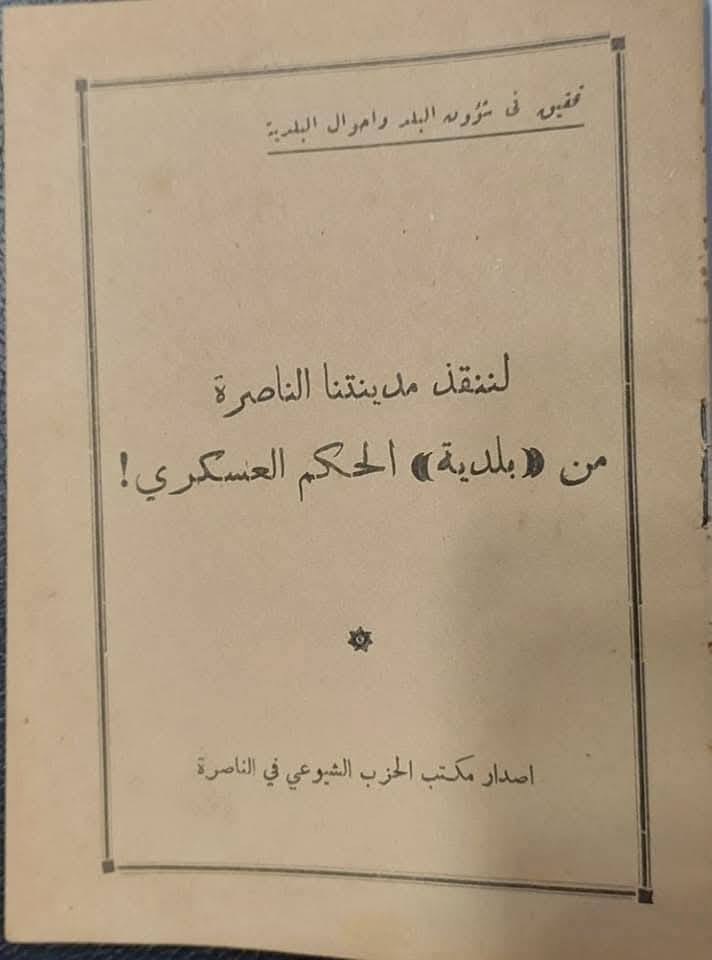 تحقيق في شؤون البلد واحوال البلدية
لننقذ مدينتنا الناصرة
من «بلدية» الحكم العسكري !
اصدار مكتب الحزب الشيوعي في الناصرة